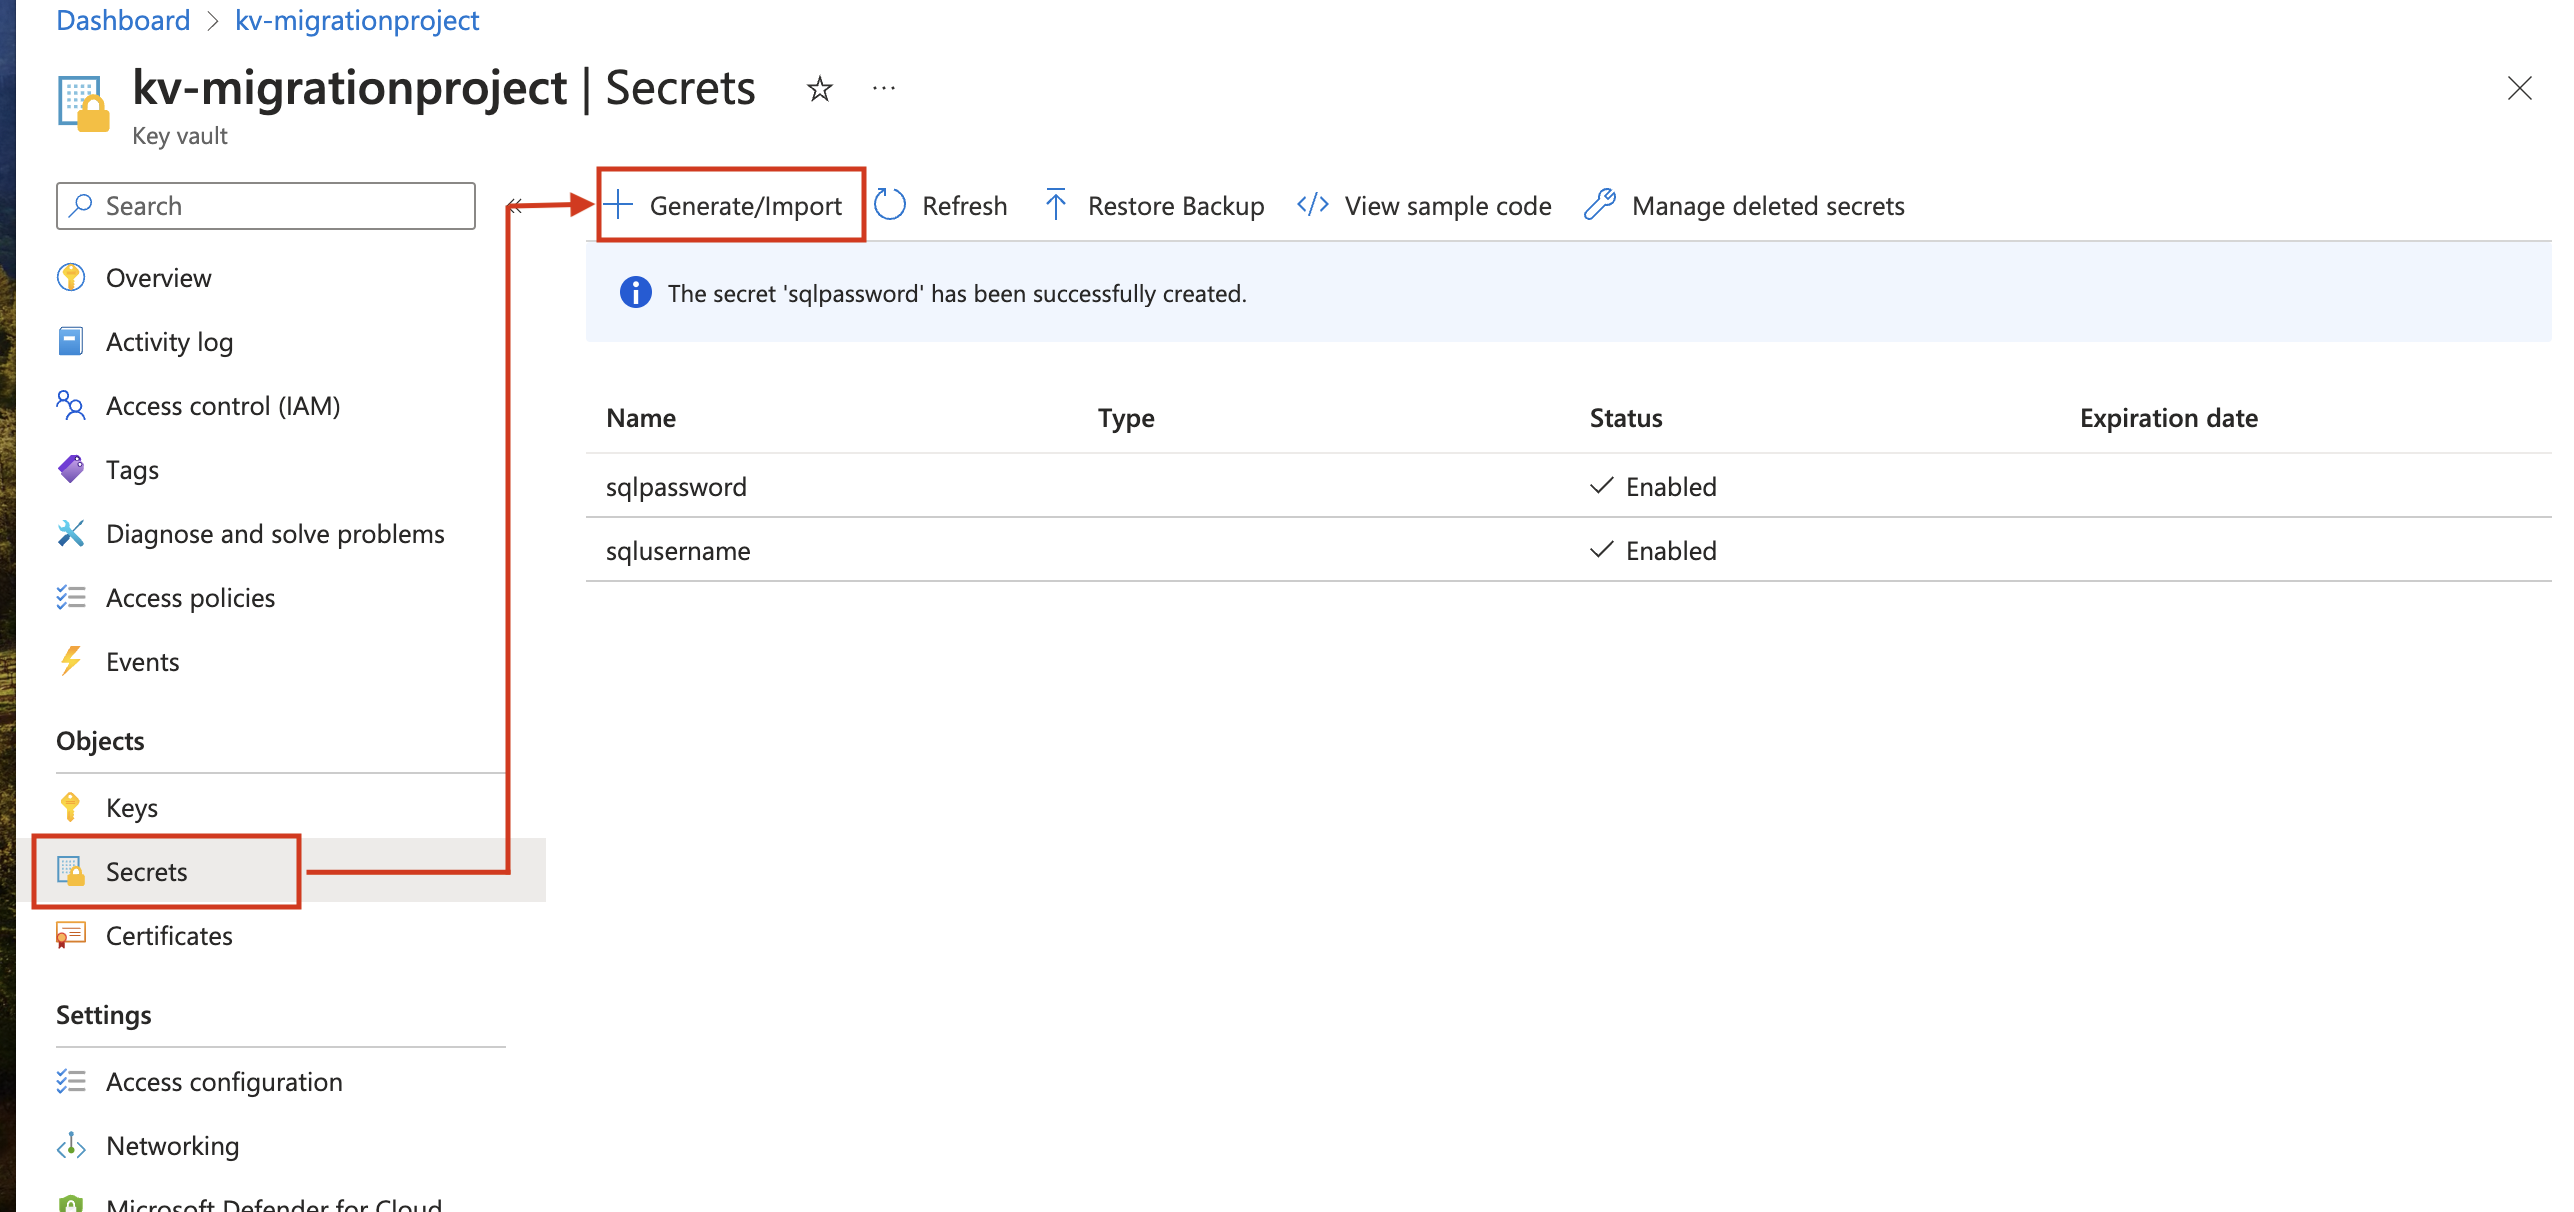 Dashboard > kv-migrationproject
kv-migrationproject | Secrets ☆ ...
Key vault
Search
Overview
Activity log
Access control (IAM)
Tags
Diagnose and solve problems
Access policies
Events
Objects
Keys
Secrets
Certificates
Settings
Access configuration
Networking
Microsoft Defender for Cloud
Generate/Import Refresh Restore Backup View sample code Manage deleted secrets
The secret 'sqlpassword' has been successfully created.
Name Type Status Expiration date
sqlpassword Enabled
sqlusername Enabled